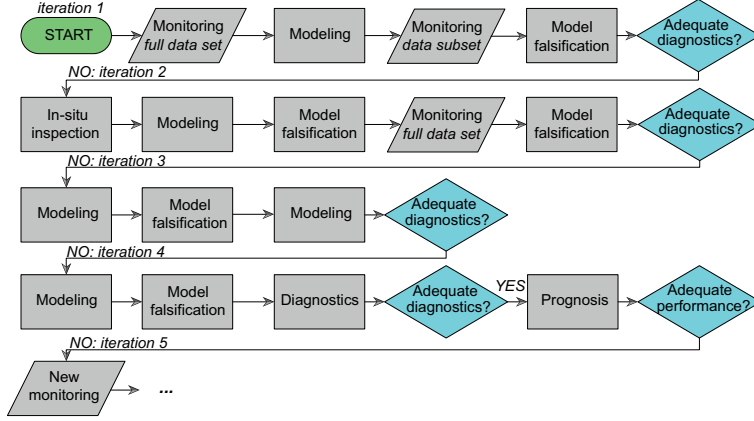 iteration 1
START
Monitoring
full data set
Modeling
Monitoring
data subset
Model
falsification
Adequate
diagnostics?
NO: iteration 2
In-situ
inspection
Modeling
Model
falsification
Monitoring
full data set
Model
falsification
Adequate
diagnostics?
NO: iteration 3
Modeling
Model
falsification
Modeling
Adequate
diagnostics?
NO: iteration 4
Modeling
Model
falsification
Diagnostics
Adequate
diagnostics?
YES
Prognosis
Adequate
performance?
NO: iteration 5
New
monitoring
...